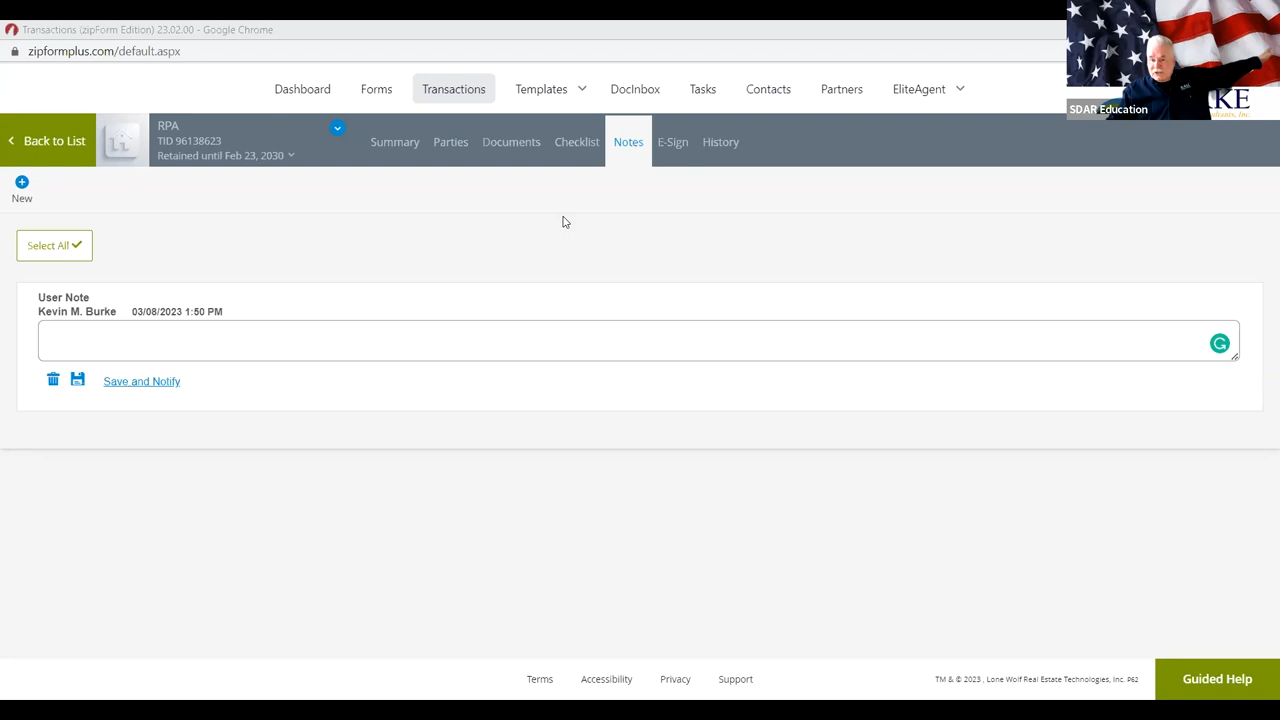 Transactions (zipForm Edition) 23.02.00 - Google Chrome
zipformplus.com/default.aspx
SDAR Education
Dashboard Forms Transactions Templates DocInbox Tasks Contacts Partners EliteAgent
Back to List
RPA
TID 96138623
Retained until Feb 23, 2030
Summary Parties Documents Checklist Notes E-Sign History
New
Select All
User Note
Kevin M. Burke 03/08/2023 1:50 PM
Save and Notify
Terms Accessibility Privacy Support
TM & © 2023 , Lone Wolf Real Estate Technologies, Inc. P62
Guided Help